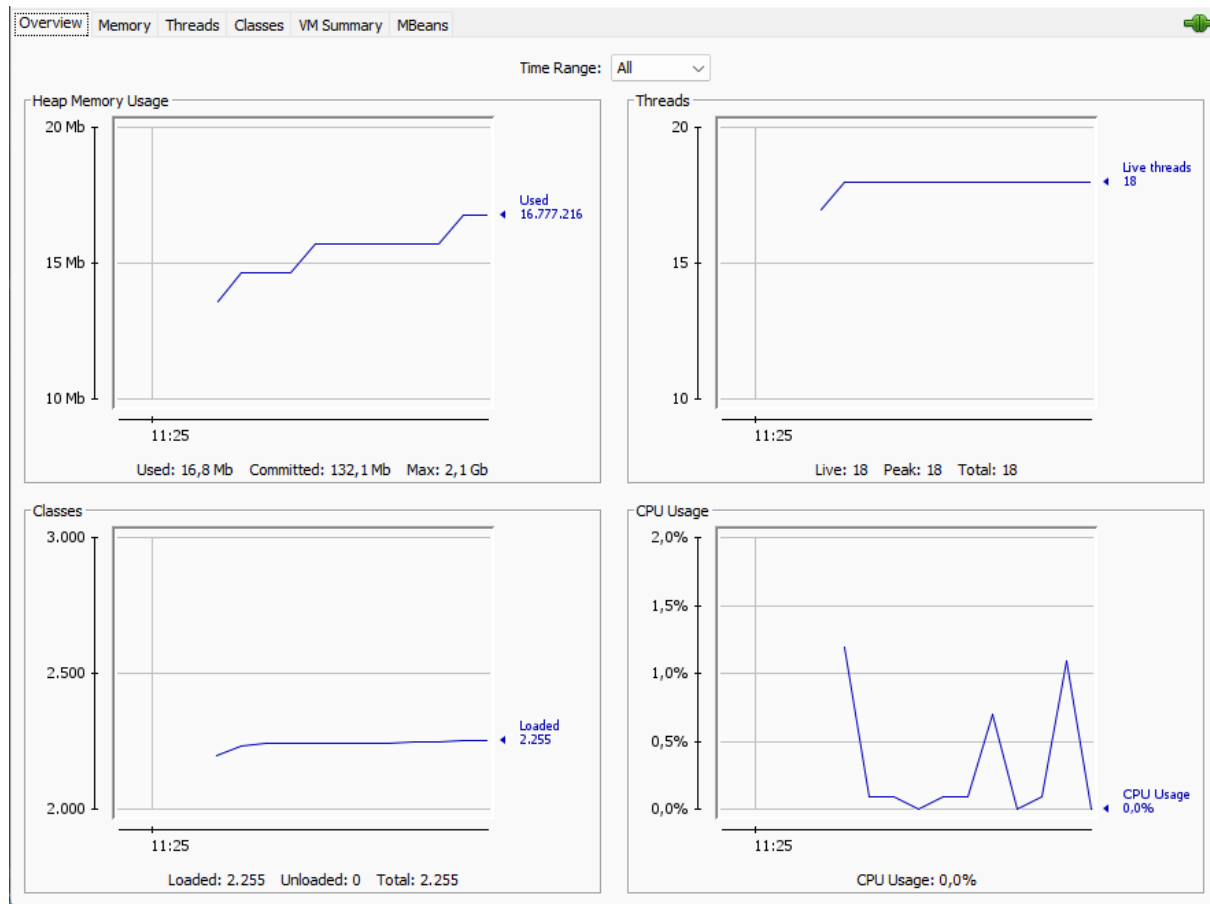 Overview Memory Threads Classes VM Summary MBeans
Time Range: All
Heap Memory Usage
20 Mb
15 Mb
10 Mb
11:25
Used
16.777.216
Used: 16,8 Mb Committed: 132,1 Mb Max: 2,1 Gb
Threads
20
15
10
11:25
Live threads
18
Live: 18 Peak: 18 Total: 18
Classes
3.000
2.500
2.000
11:25
Loaded
2.255
Loaded: 2.255 Unloaded: 0 Total: 2.255
CPU Usage
2,0%
1,5%
1,0%
0,5%
0,0%
11:25
CPU Usage
0,0%
CPU Usage: 0,0%